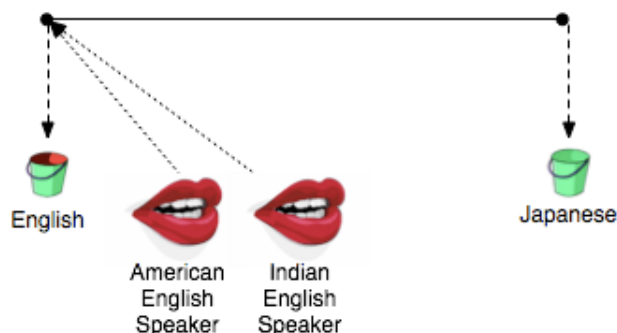 English
Japanese
American
English
Speaker
Indian
English
Speaker